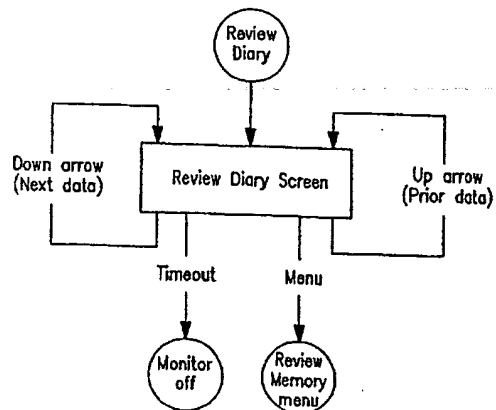 Review
Diary
Down arrow
(Next data)
Review Diary Screen
Up arrow
(Prior data)
Timeout
Menu
Monitor
off
Review
Memory
menu